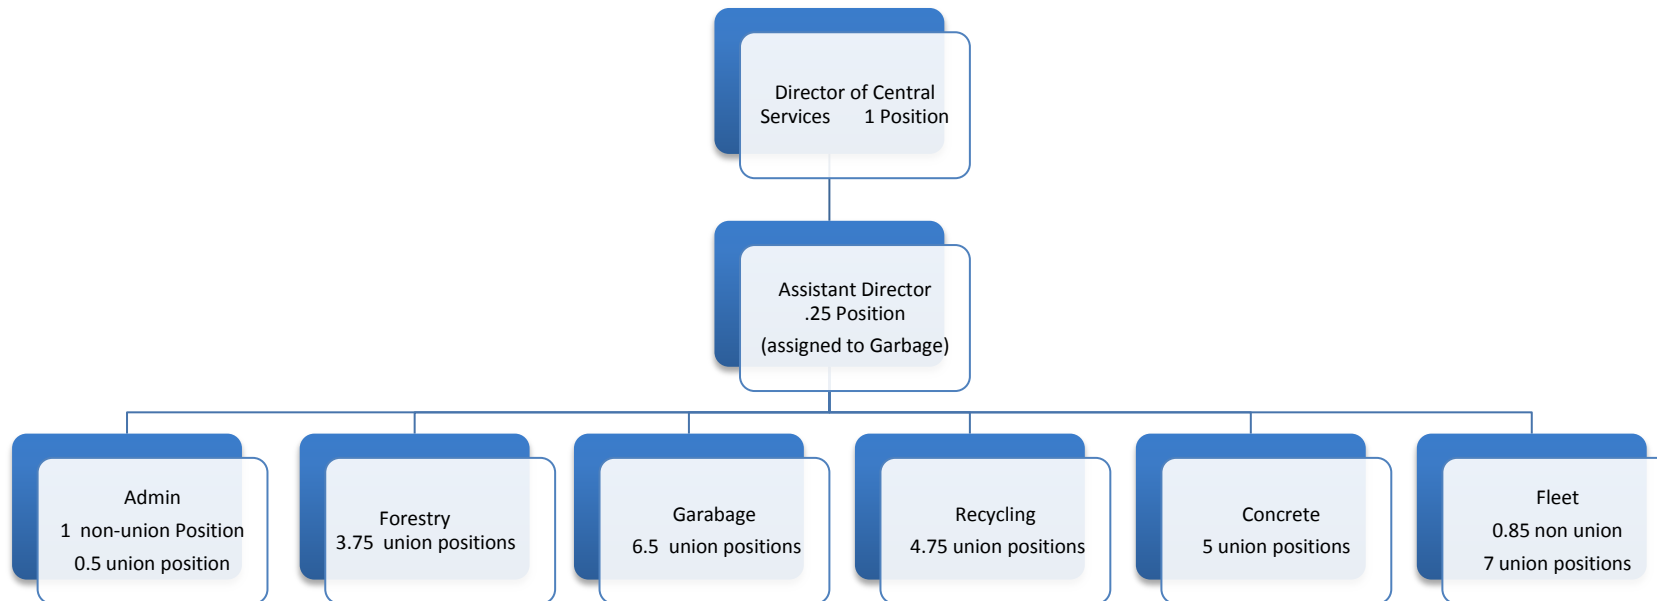 Director of Central
Services 1 Position
Assistant Director
.25 Position
(assigned to Garbage)
Admin
1 non-union Position
0.5 union position
Forestry
3.75 union positions
Garabage
6.5 union positions
Recycling
4.75 union positions
Concrete
5 union positions
Fleet
0.85 non union
7 union positions